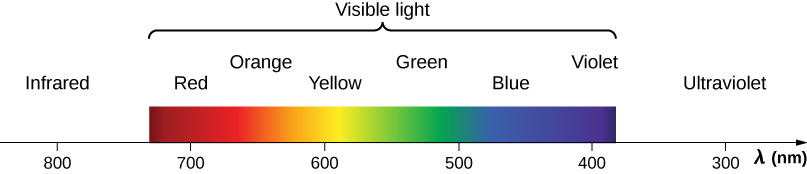 Visible light
Orange Green Violet
Infrared Red Yellow Blue Ultraviolet
800 700 600 500 400 300 λ (nm)